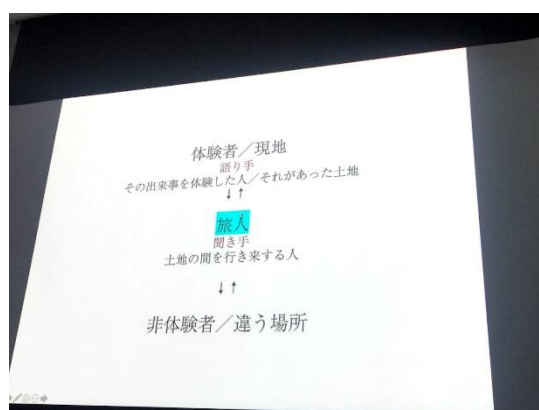 体験者／現地
語り手
その出来事を体験した人／それがあった土地
↓↑
旅人
聞き手
土地の間を行き来する人
↓↑
非体験者／違う場所